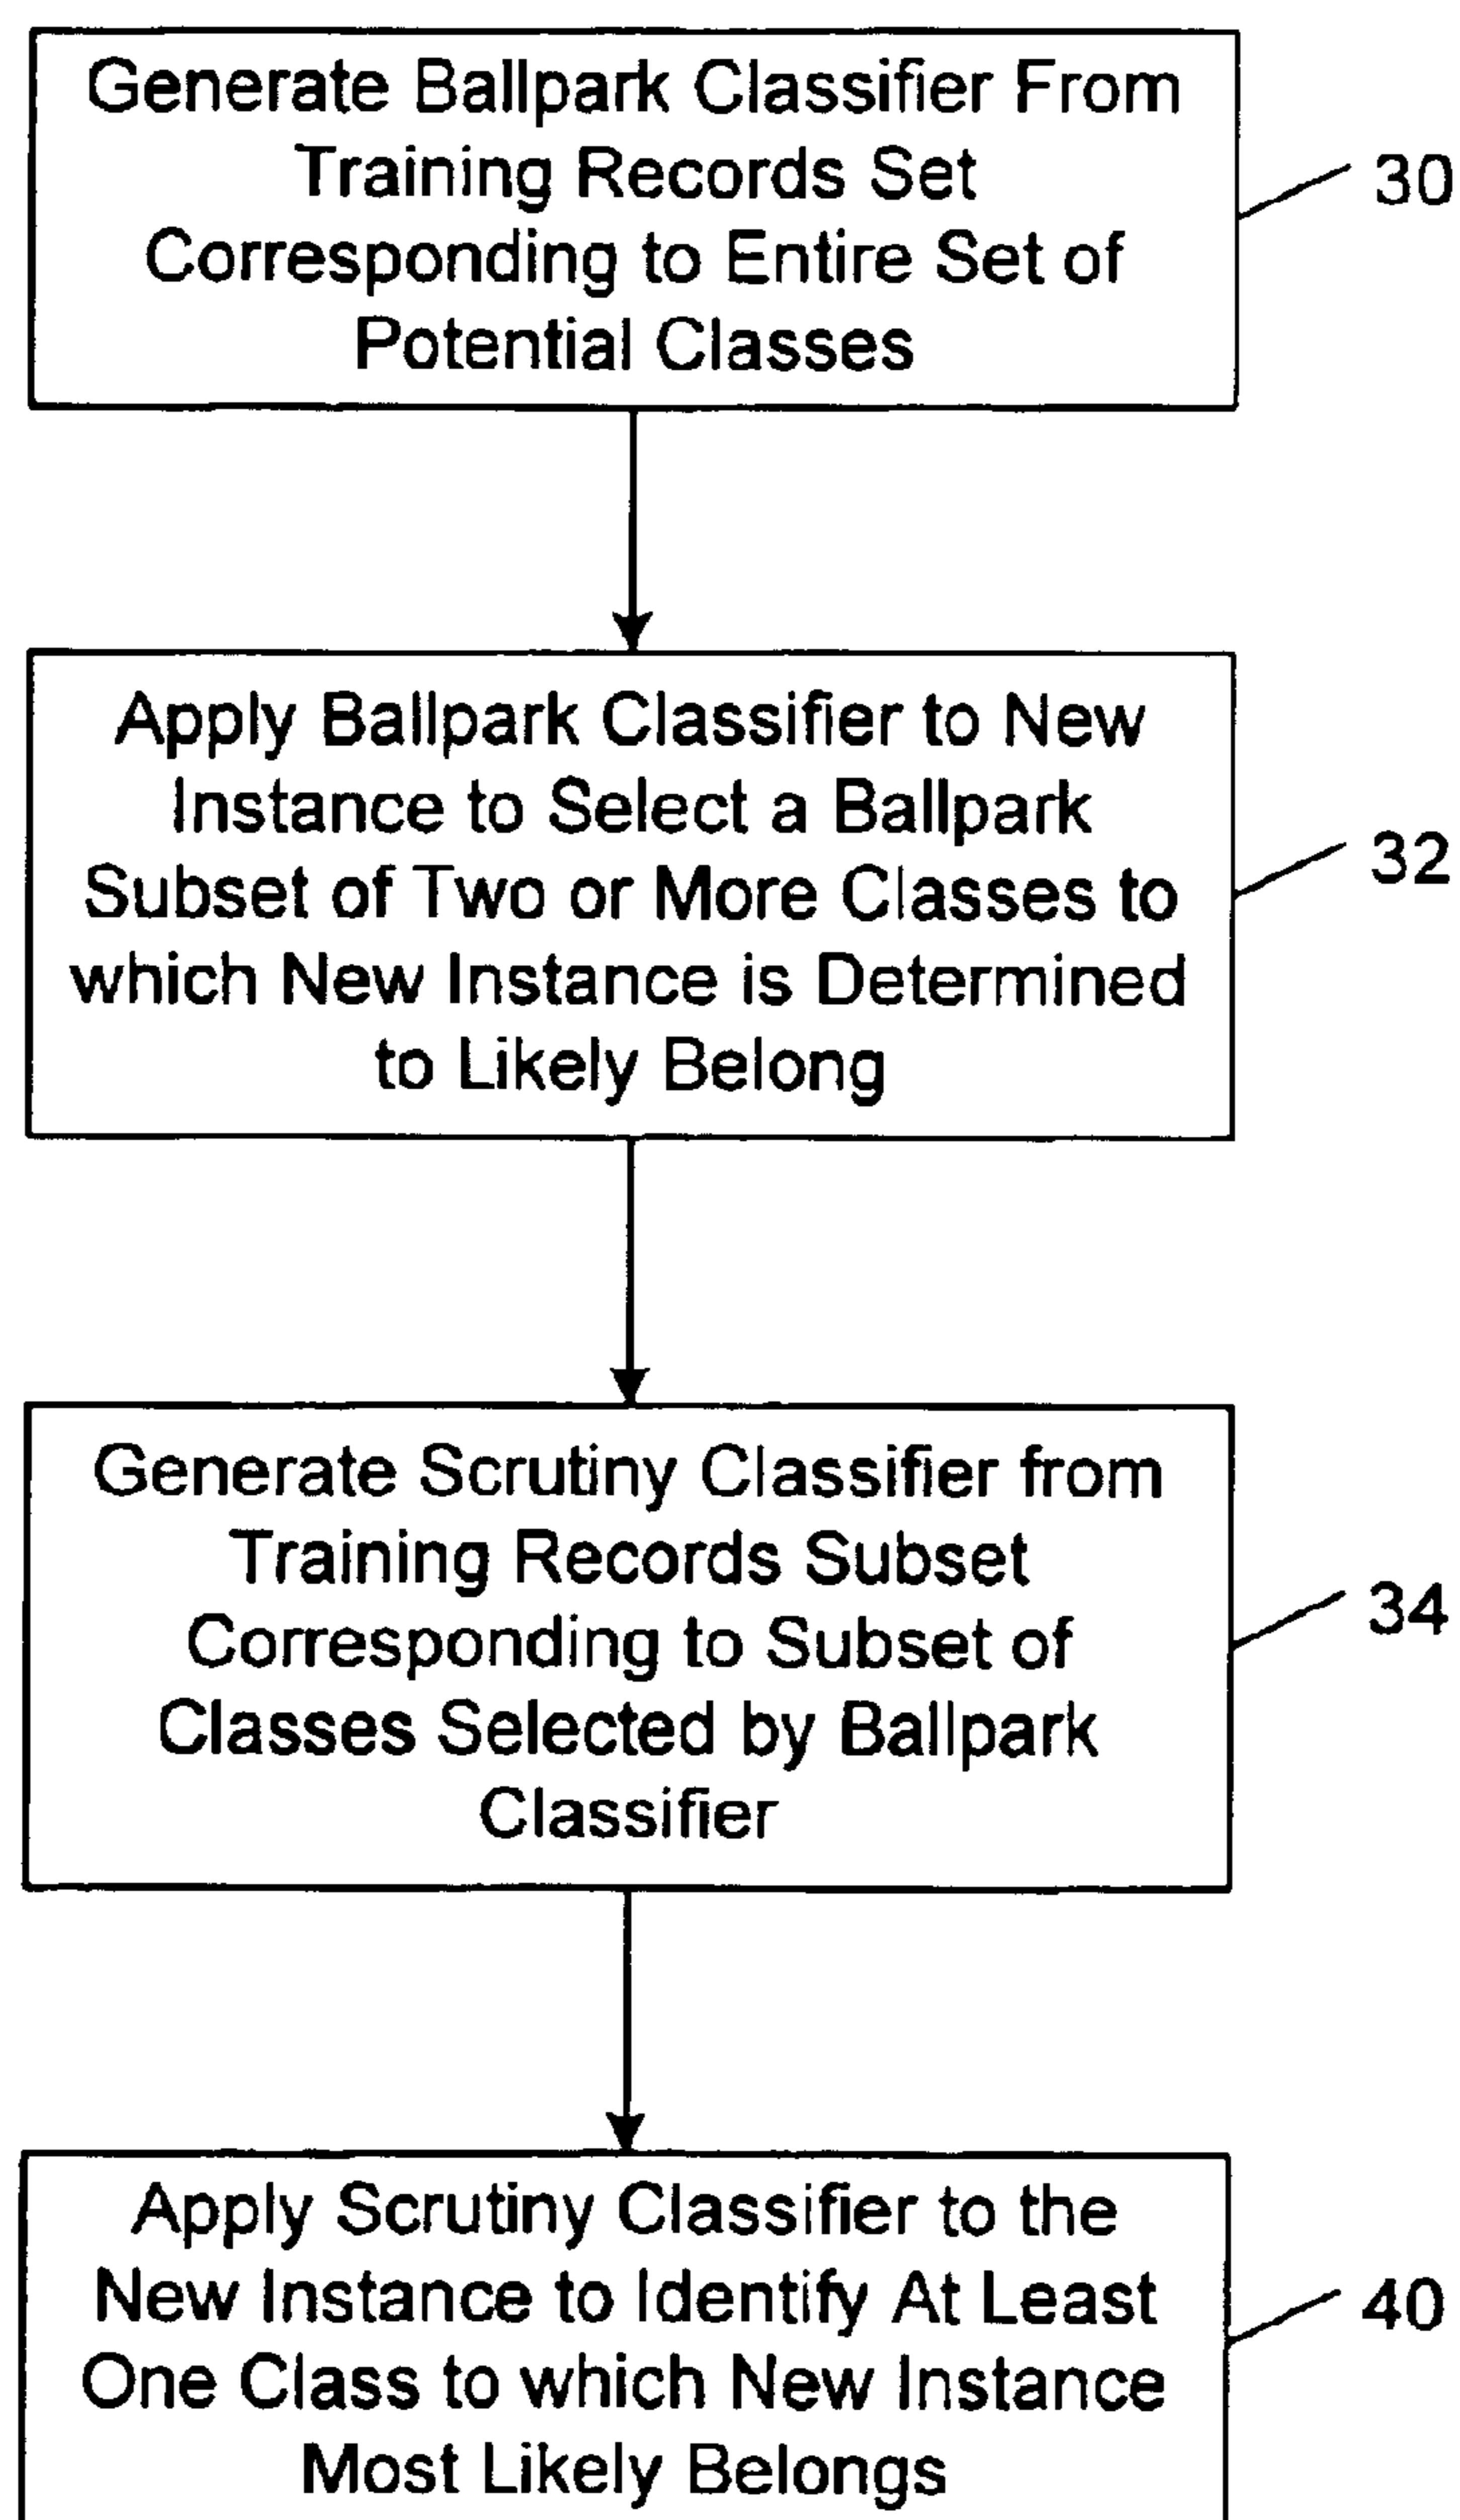 Generate Ballpark Classifier From
Training Records Set
Corresponding to Entire Set of
Potential Classes
30
Apply Ballpark Classifier to New
Instance to Select a Ballpark
Subset of Two or More Classes to
which New Instance is Determined
to Likely Belong
32
Generate Scrutiny Classifier from
Training Records Subset
Corresponding to Subset of
Classes Selected by Ballpark
Classifier
34
Apply Scrutiny Classifier to the
New Instance to Identify At Least
One Class to which New Instance
Most Likely Belongs
40